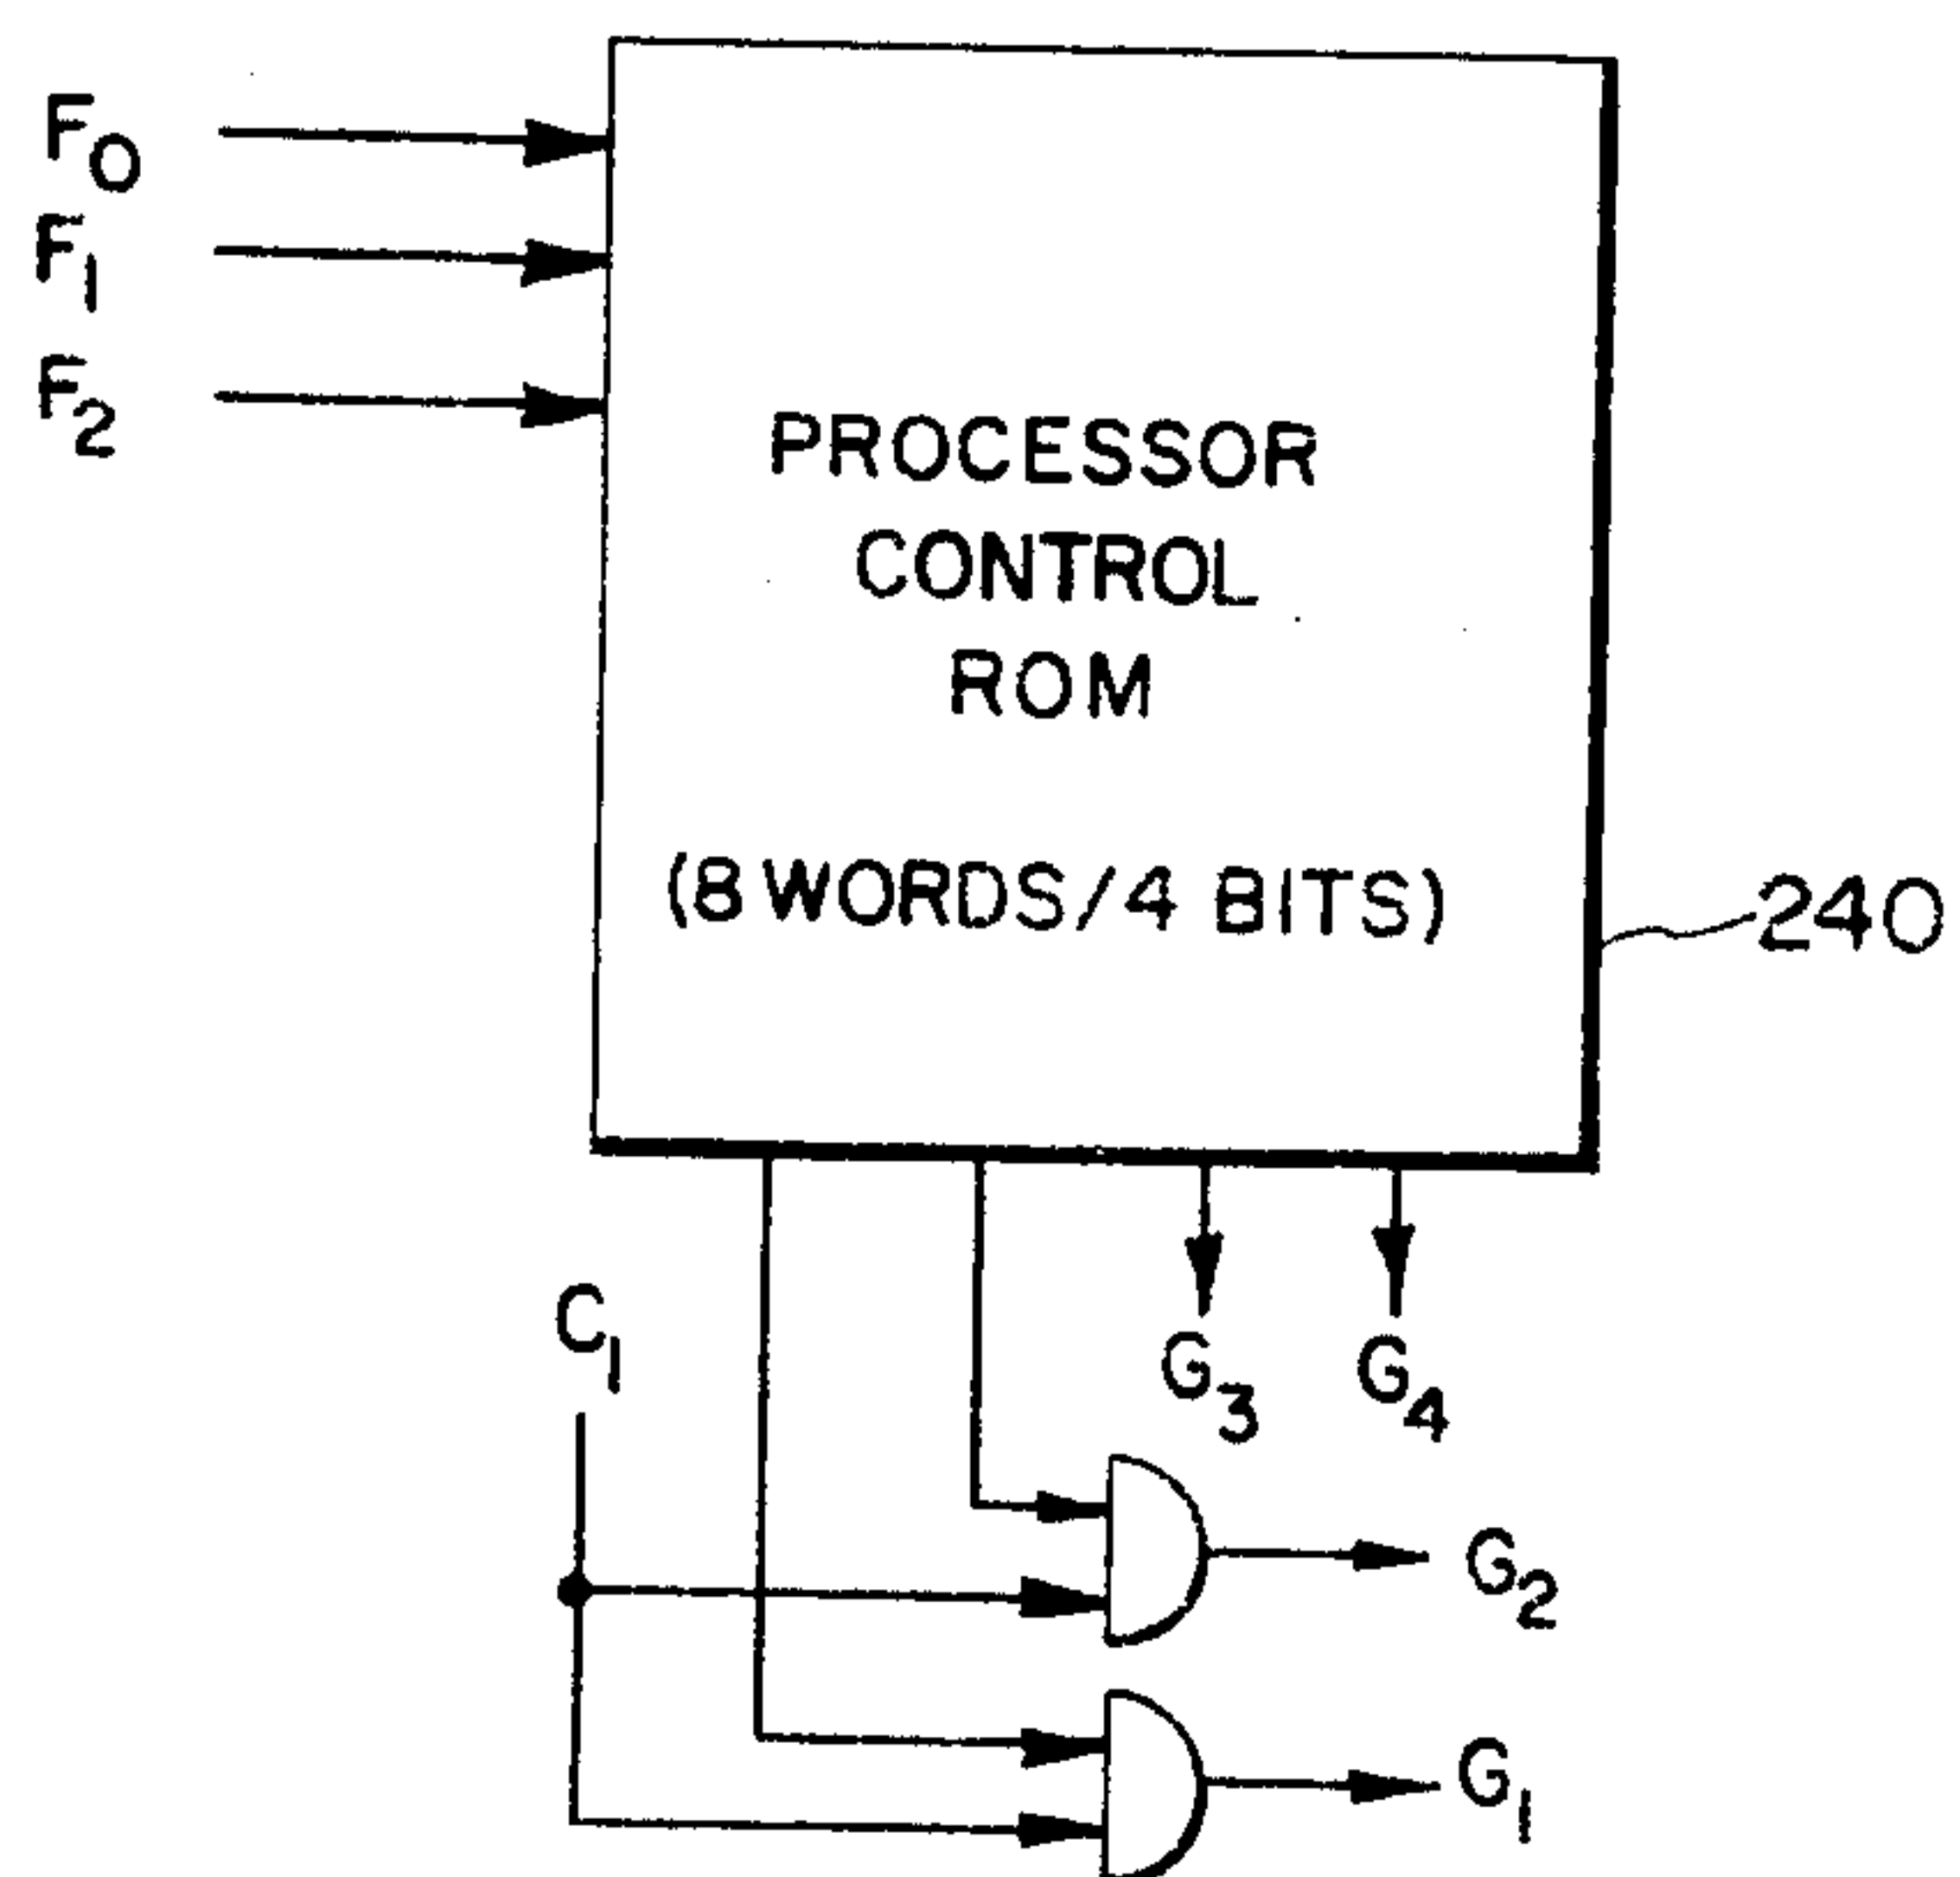 F0
F1
F2
PROCESSOR
CONTROL
ROM
(8 WORDS/4 BITS)
240
C1
G3
G4
G2
G1